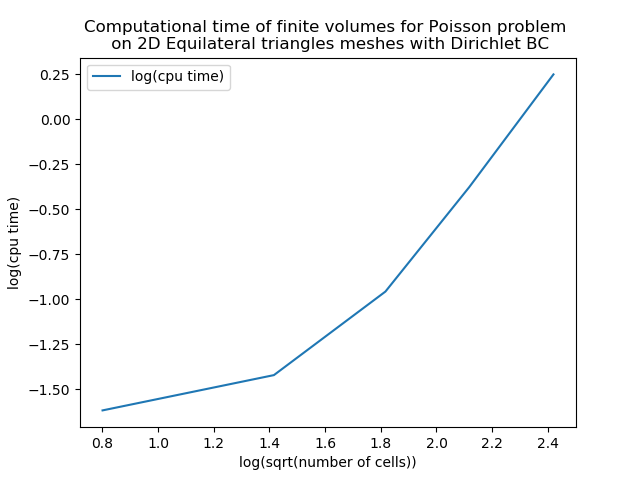 Computational time of finite volumes for Poisson problem
on 2D Equilateral triangles meshes with Dirichlet BC
log(cpu time)
0.25
0.00
−0.25
−0.50
−0.75
−1.00
−1.25
−1.50
log(cpu time)
0.8 1.0 1.2 1.4 1.6 1.8 2.0 2.2 2.4
log(sqrt(number of cells))